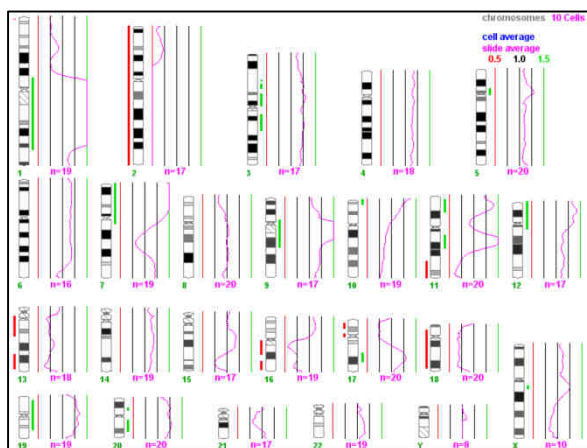 chromosomes 10 Cells
cell average
slide average
0.5 1.0 1.5
1 n=19
2 n=17
3 n=17
4 n=18
5 n=20
6 n=16
7 n=19
8 n=20
9 n=17
10 n=19
11 n=20
12 n=17
13 n=18
14 n=19
15 n=17
16 n=19
17 n=20
18 n=19
19 n=19
20 n=20
21 n=17
22 n=19
Y n=9
X n=10